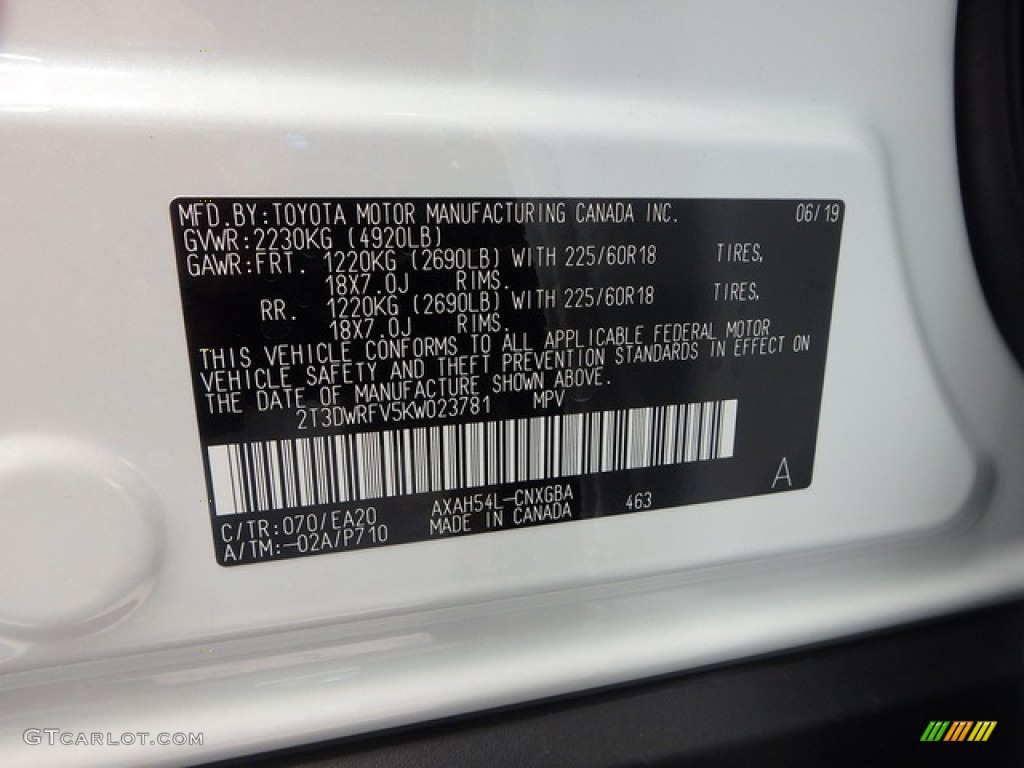 MFD.BY:TOYOTA MOTOR MANUFACTURING CANADA INC. 06/19
GVWR:2230KG (4920LB)
GAWR:FRT. 1220KG (2690LB) WITH 225/60R18 TIRES,
18X7.0J RIMS.
RR. 1220KG (2690LB) WITH 225/60R18 TIRES,
18X7.0J RIMS.
THIS VEHICLE CONFORMS TO ALL APPLICABLE FEDERAL MOTOR
VEHICLE SAFETY AND THEFT PREVENTION STANDARDS IN EFFECT ON
THE DATE OF MANUFACTURE SHOWN ABOVE.
2T3DWRFV5KW023781 MPV
A
C/TR:070/EA20 AXAH54L-CNXGBA 463
A/TM:-02A/P710 MADE IN CANADA
GTCARLOT.COM